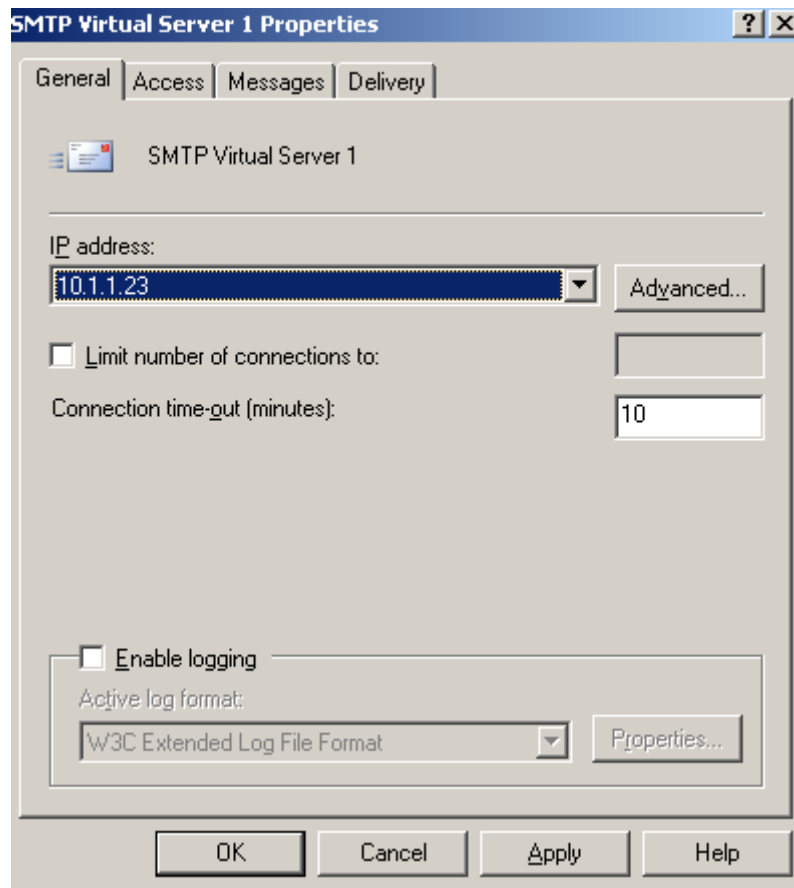 SMTP Virtual Server 1 Properties
General Access Messages Delivery
SMTP Virtual Server 1
IP address:
10.1.1.23 Advanced...
Limit number of connections to:
Connection time-out (minutes): 10
Enable logging
Active log format:
W3C Extended Log File Format Properties...
OK Cancel Apply Help